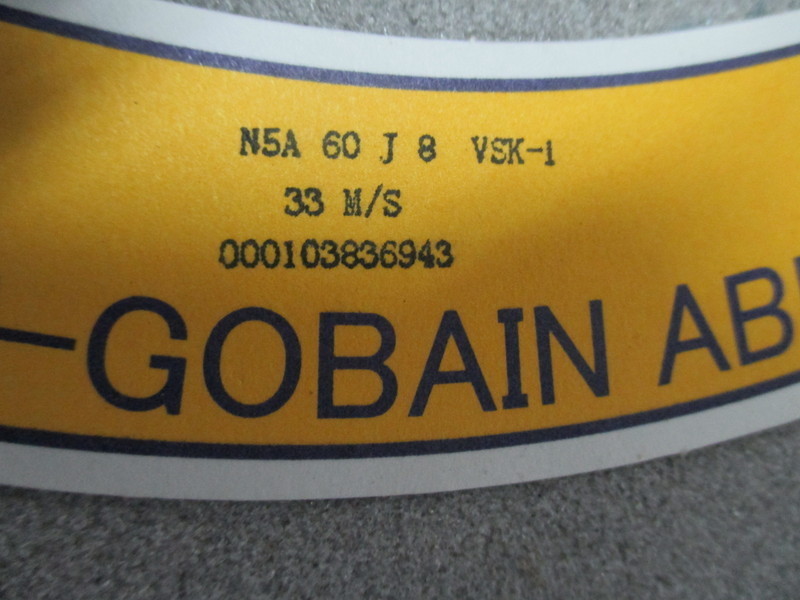 N5A 60 J 8 VSK-1
33 M/S
000103836943
-GOBAIN AB